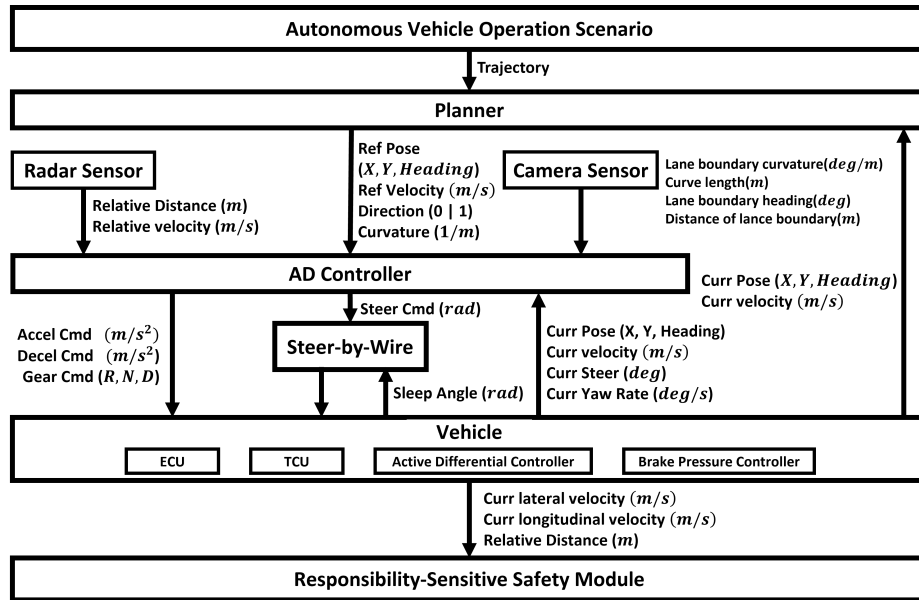 Autonomous Vehicle Operation Scenario
Trajectory
Planner
Radar Sensor
Relative Distance (m)
Relative velocity (m/s)
Ref Pose
(X, Y, Heading)
Ref Velocity (m/s)
Direction (0 | 1)
Curvature (1/m)
Camera Sensor
Lane boundary curvature(deg/m)
Curve length(m)
Lane boundary heading(deg)
Distance of lance boundary(m)
AD Controller
Curr Pose (X, Y, Heading)
Curr velocity (m/s)
Accel Cmd (m/s²)
Decel Cmd (m/s²)
Gear Cmd (R, N, D)
Steer Cmd (rad)
Steer-by-Wire
Sleep Angle (rad)
Curr Pose (X, Y, Heading)
Curr velocity (m/s)
Curr Steer (deg)
Curr Yaw Rate (deg/s)
Vehicle
ECU
TCU
Active Differential Controller
Brake Pressure Controller
Curr lateral velocity (m/s)
Curr longitudinal velocity (m/s)
Relative Distance (m)
Responsibility-Sensitive Safety Module